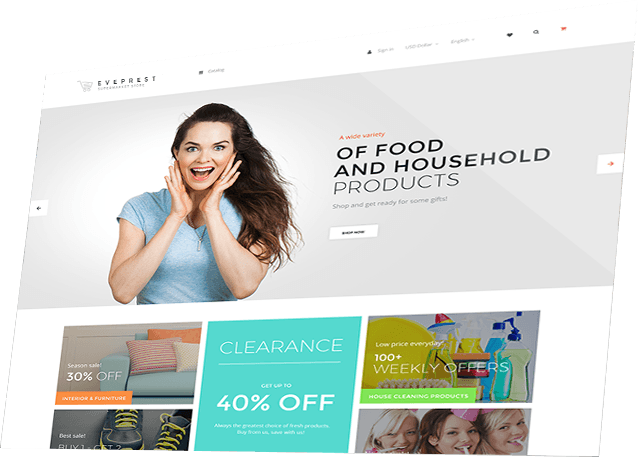 Sign in
USD Dollar
English
Catalog
EVEPREST
SUPERMARKET STORE
A wide variety
OF FOOD
AND HOUSEHOLD
PRODUCTS
Shop and get ready for some gifts!
SHOP NOW
Season sale!
30% OFF
INTERIOR & FURNITURE
CLEARANCE
GET UP TO
40% OFF
Always the greatest choice of fresh products.
Buy from us, save with us!
Low price everyday!
100+
WEEKLY OFFERS
HOUSE CLEANING PRODUCTS
Best sale!
BUY 1 - GET 2